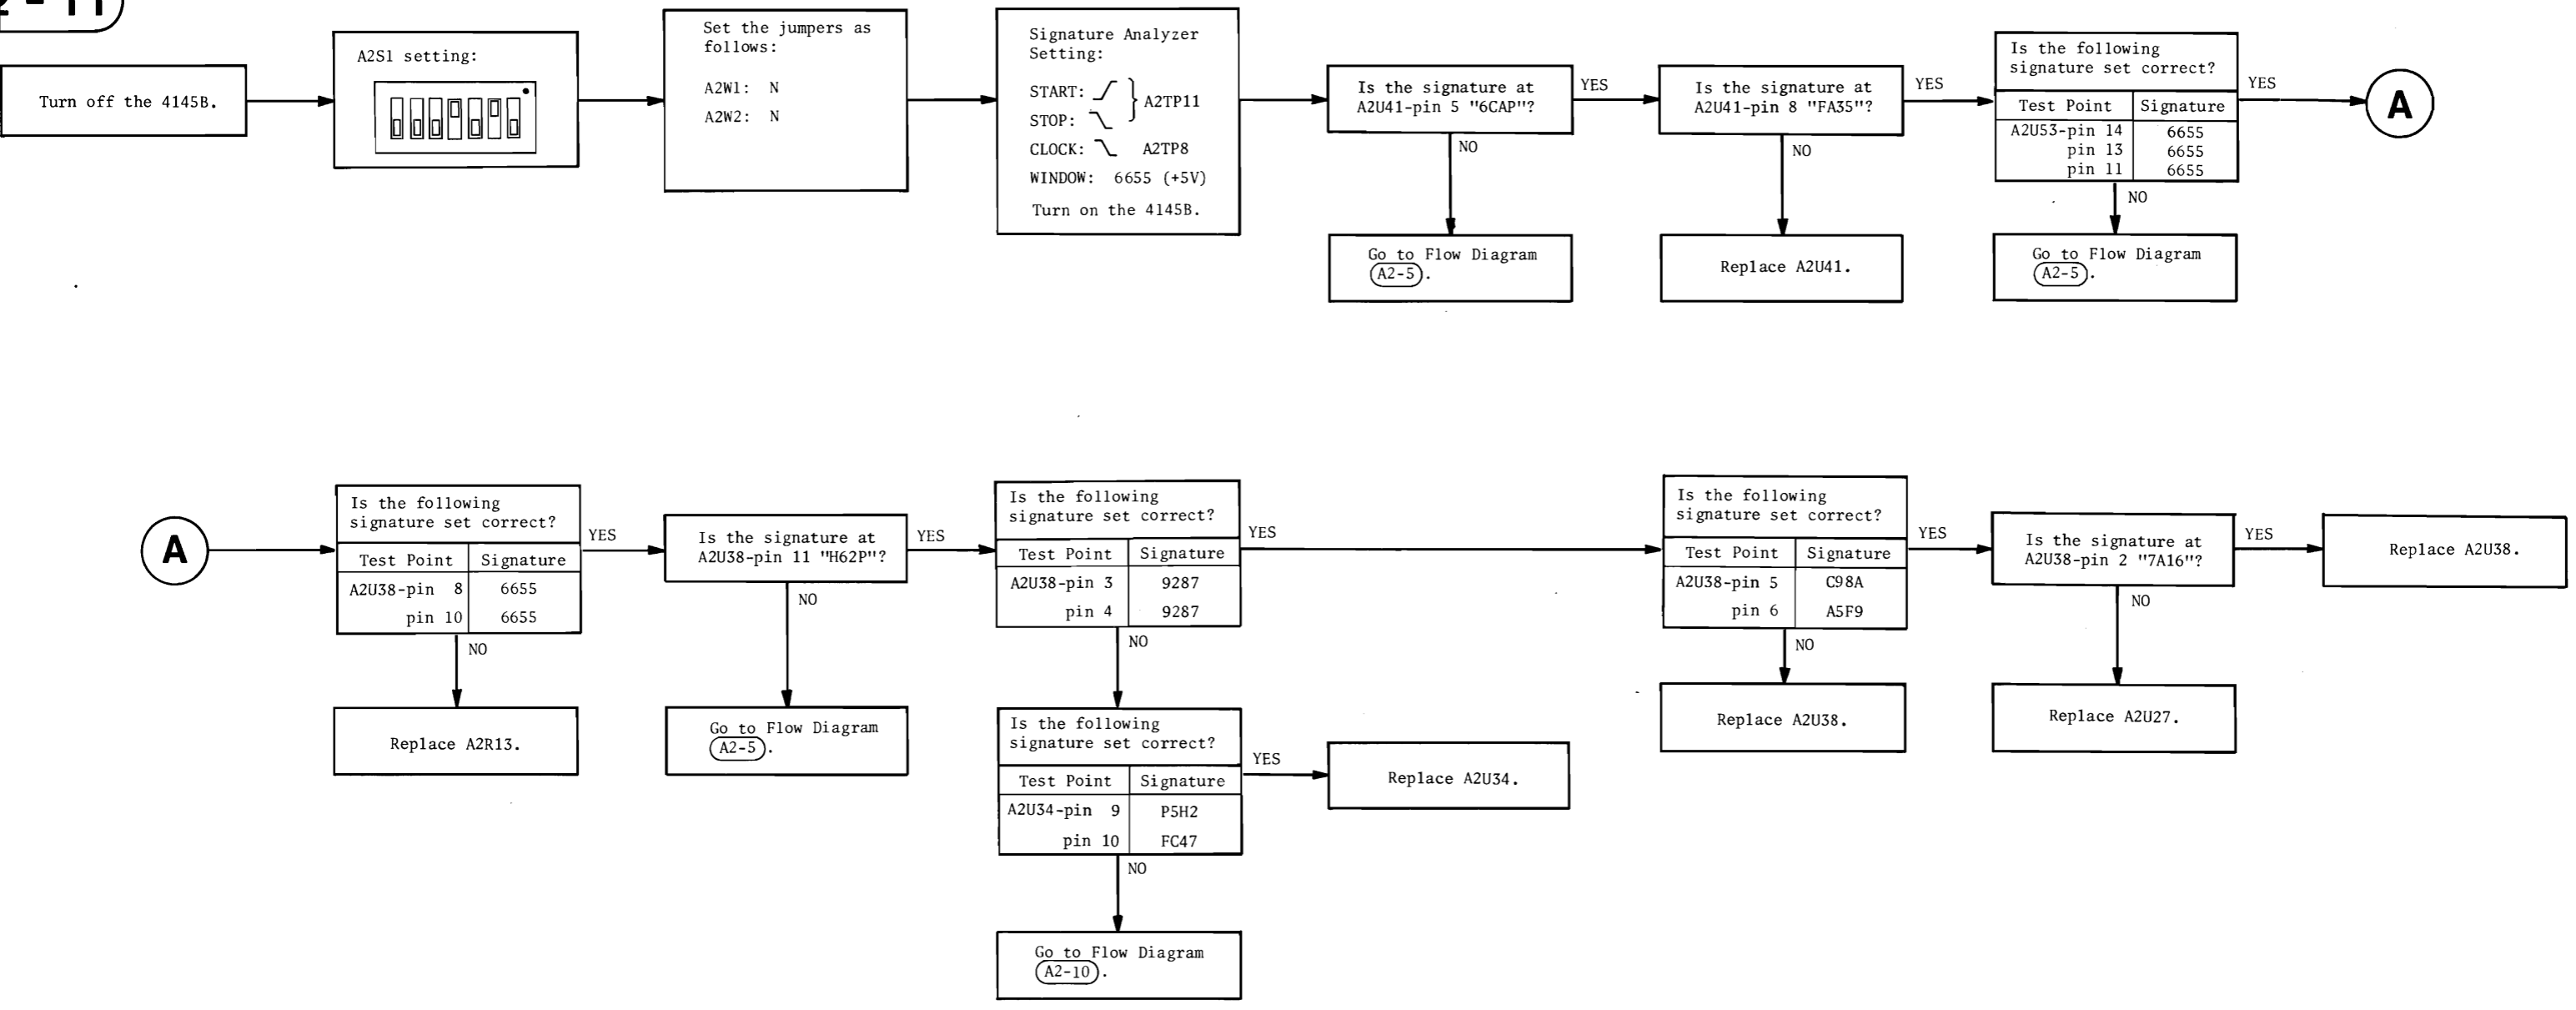 2-11
Turn off the 4145B.
A2S1 setting:
Set the jumpers as
follows:
A2W1: N
A2W2: N
Signature Analyzer
Setting:
START:
STOP:
A2TP11
CLOCK: A2TP8
WINDOW: 6655 (+5V)
Turn on the 4145B.
Is the signature at
A2U41-pin 5 "6CAP"?
YES
NO
Go to Flow Diagram
A2-5.
Is the signature at
A2U41-pin 8 "FA35"?
YES
NO
Replace A2U41.
Is the following
signature set correct?
Test Point Signature
A2U53-pin 14 6655
pin 13 6655
pin 11 6655
YES
NO
Go to Flow Diagram
A2-5.
A
A
Is the following
signature set correct?
Test Point Signature
A2U38-pin 8 6655
pin 10 6655
YES
NO
Replace A2R13.
Is the signature at
A2U38-pin 11 "H62P"?
YES
NO
Go to Flow Diagram
A2-5.
Is the following
signature set correct?
Test Point Signature
A2U38-pin 3 9287
pin 4 9287
YES
NO
Is the following
signature set correct?
Test Point Signature
A2U34-pin 9 P5H2
pin 10 FC47
YES
Replace A2U34.
NO
Go to Flow Diagram
A2-10.
Is the following
signature set correct?
Test Point Signature
A2U38-pin 5 C98A
pin 6 A5F9
YES
NO
Replace A2U38.
Is the signature at
A2U38-pin 2 "7A16"?
YES
NO
Replace A2U27.
Replace A2U38.